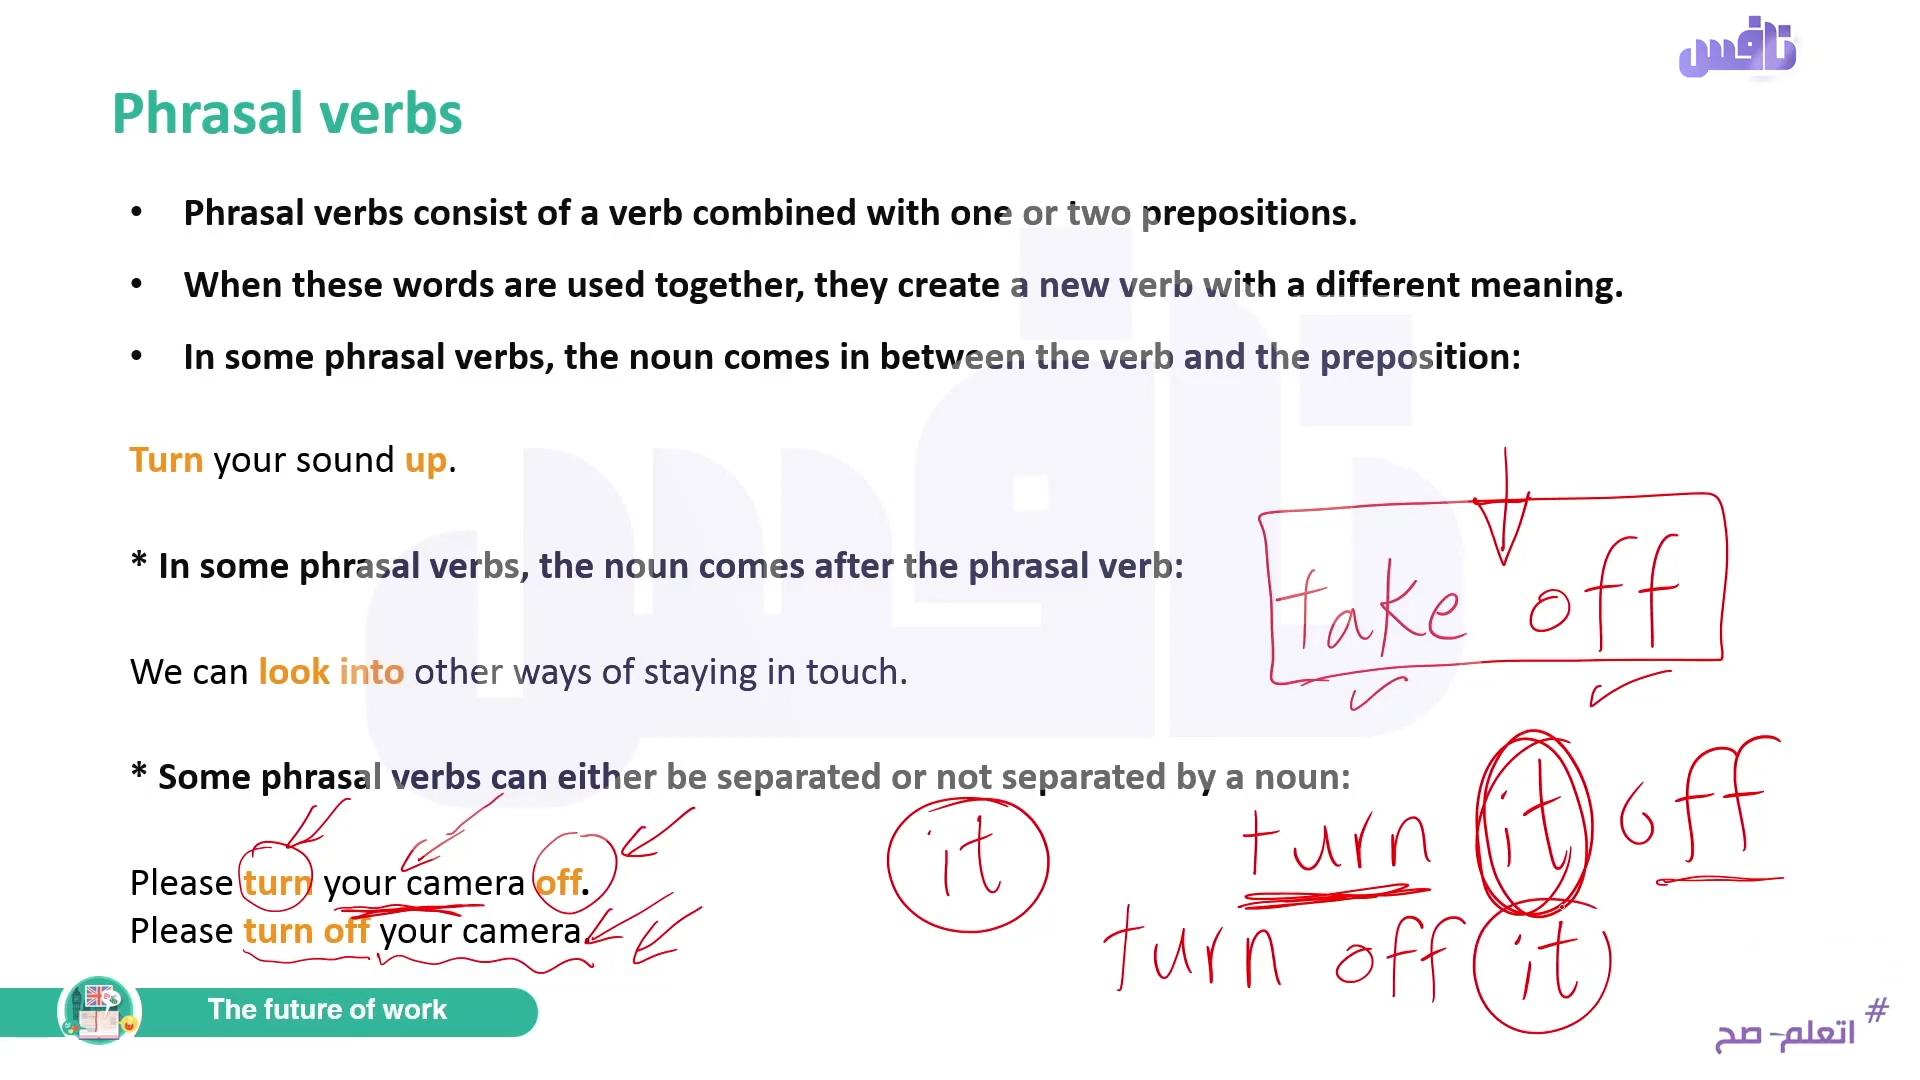 نافس
Phrasal verbs
• Phrasal verbs consist of a verb combined with one or two prepositions.
• When these words are used together, they create a new verb with a different meaning.
• In some phrasal verbs, the noun comes in between the verb and the preposition:
Turn your sound up.
* In some phrasal verbs, the noun comes after the phrasal verb:
take off
We can look into other ways of staying in touch.
* Some phrasal verbs can either be separated or not separated by a noun:
it
turn it off
Please turn your camera off.
Please turn off your camera.
turn off it
The future of work
#اتعلم-صح